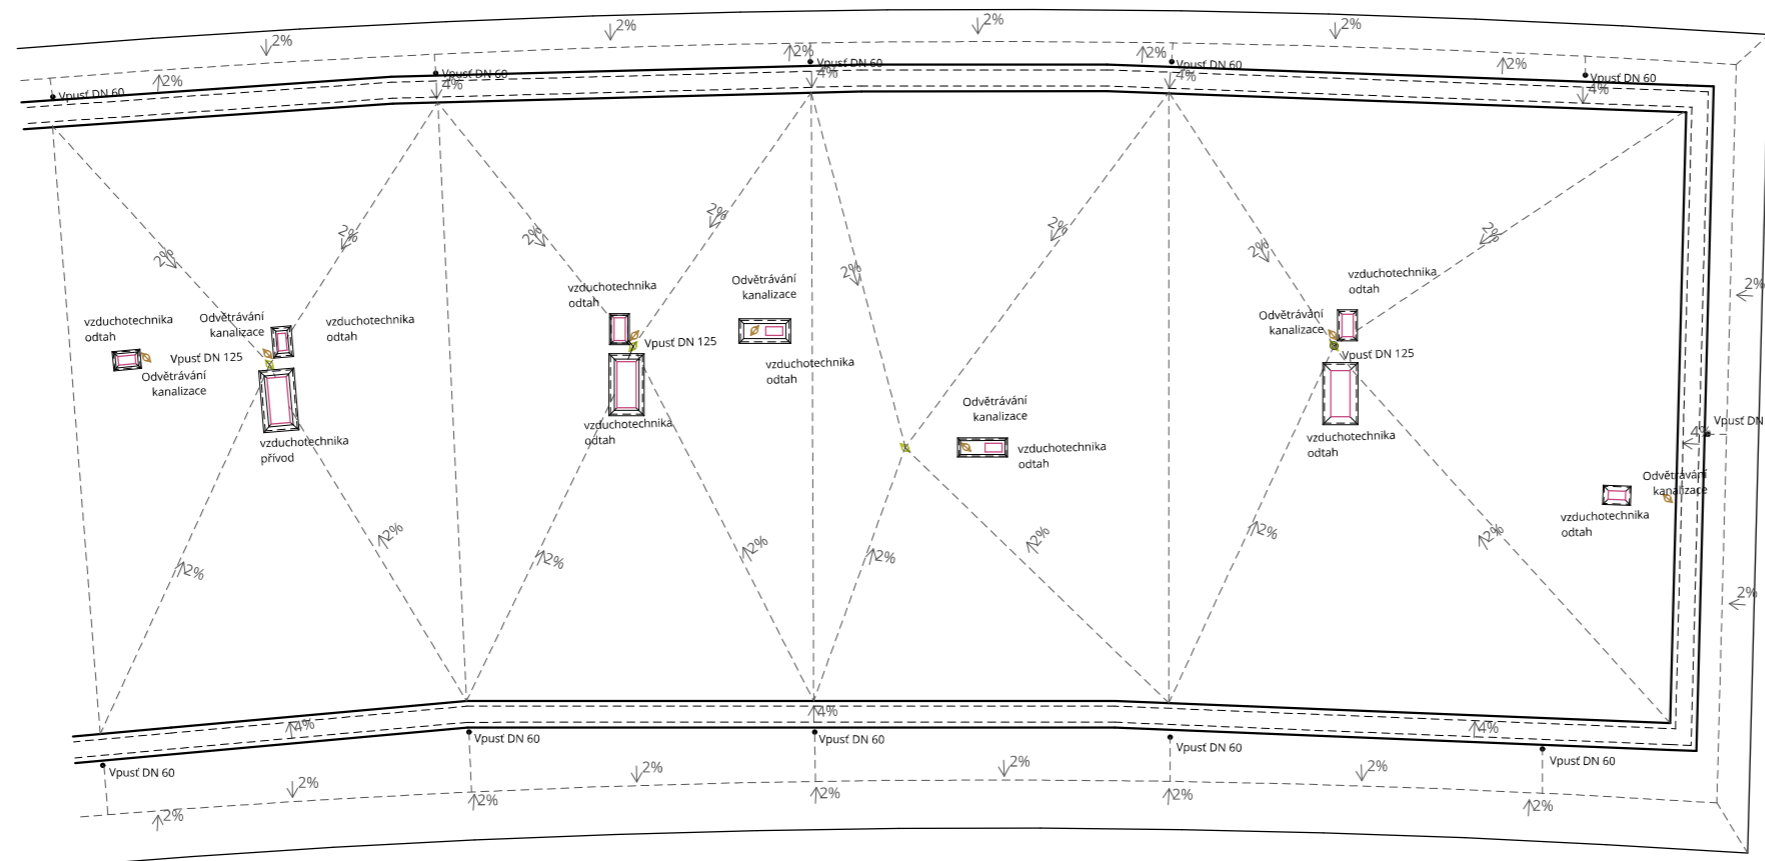 2%
2%
2%
2%
2%
2%
2%
2%
Vpusť DN 60
Vpusť DN 60
Vpusť DN 60
Vpusť DN 60
Vpusť DN 60
4%
4%
4%
4%
2%
2%
2%
2%
2%
2%
2%
2%
vzduchotechnika
odtah
Odvětrávání
kanalizace
vzduchotechnika
odtah
Vpusť DN 125
Odvětrávání
kanalizace
vzduchotechnika
přívod
vzduchotechnika
odtah
Vpusť DN 125
vzduchotechnika
odtah
Odvětrávání
kanalizace
vzduchotechnika
odtah
Odvětrávání
kanalizace
vzduchotechnika
odtah
vzduchotechnika
odtah
Odvětrávání
kanalizace
Vpusť DN 125
vzduchotechnika
odtah
2%
Vpusť DN
4%
Odvětrávání
kanalizace
vzduchotechnika
odtah
2%
2%
2%
2%
2%
2%
2%
2%
2%
4%
4%
4%
Vpusť DN 60
Vpusť DN 60
Vpusť DN 60
Vpusť DN 60
Vpusť DN 60
2%
2%
2%
2%
2%
2%
2%
2%
2%